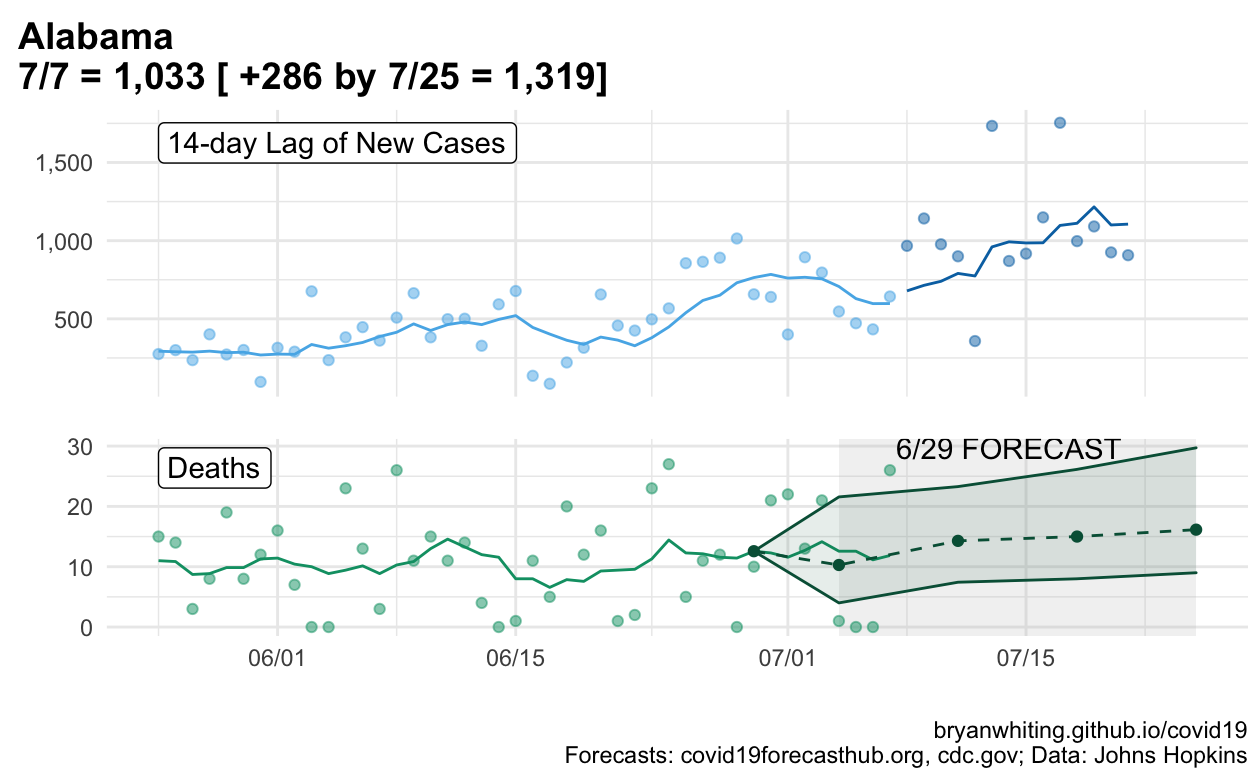 Alabama
7/7 = 1,033 [ +286 by 7/25 = 1,319]
14-day Lag of New Cases
1,500
1,000
500
Deaths
6/29 FORECAST
30
20
10
0
06/01 06/15 07/01 07/15
bryanwhiting.github.io/covid19
Forecasts: covid19forecasthub.org, cdc.gov; Data: Johns Hopkins